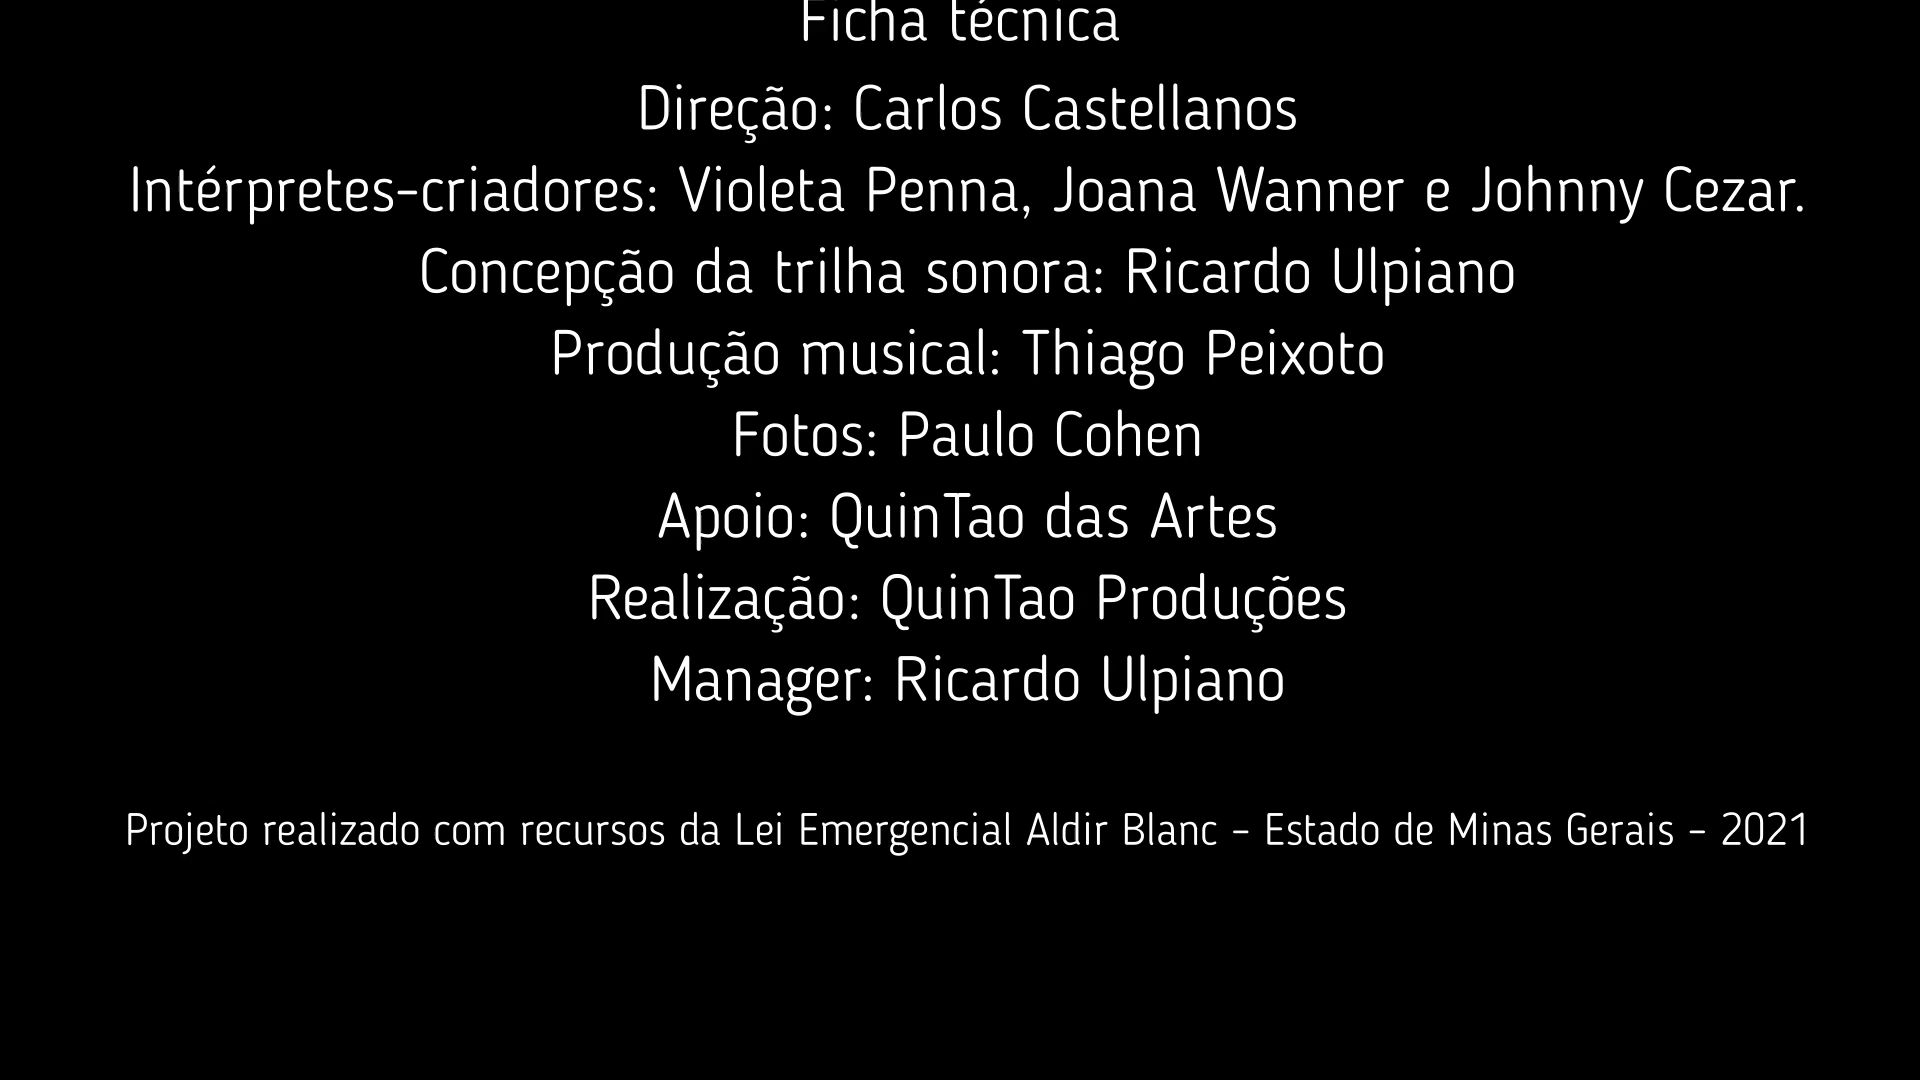 Ficha técnica
Direção: Carlos Castellanos
Intérpretes-criadores: Violeta Penna, Joana Wanner e Johnny Cezar.
Concepção da trilha sonora: Ricardo Ulpiano
Produção musical: Thiago Peixoto
Fotos: Paulo Cohen
Apoio: QuinTao das Artes
Realização: QuinTao Produções
Manager: Ricardo Ulpiano
Projeto realizado com recursos da Lei Emergencial Aldir Blanc - Estado de Minas Gerais - 2021